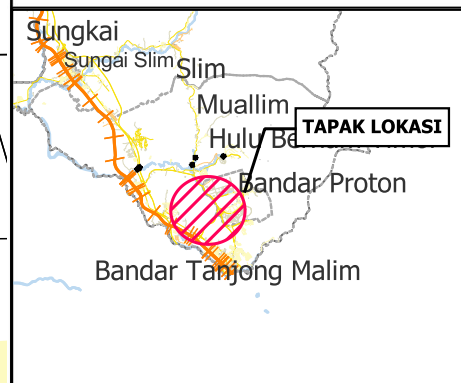 Sungkai
Sungai Slim
Slim
Muallim
Hulu Be
TAPAK LOKASI
Bandar Proton
Bandar Tanjong Malim